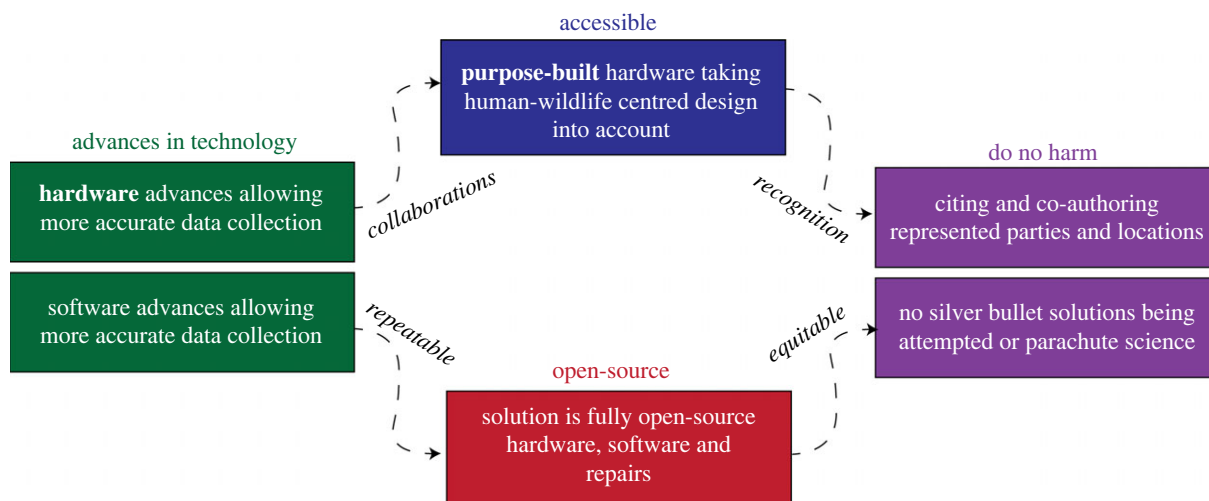 accessible
purpose-built hardware taking
human-wildlife centred design
into account
advances in technology
hardware advances allowing
more accurate data collection
software advances allowing
more accurate data collection
collaborations
repeatable
recognition
equitable
open-source
solution is fully open-source
hardware, software and
repairs
do no harm
citing and co-authoring
represented parties and locations
no silver bullet solutions being
attempted or parachute science